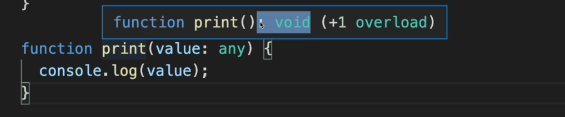 }
function print(): void (+1 overload)
function print(value: any) {
console.log(value);
}